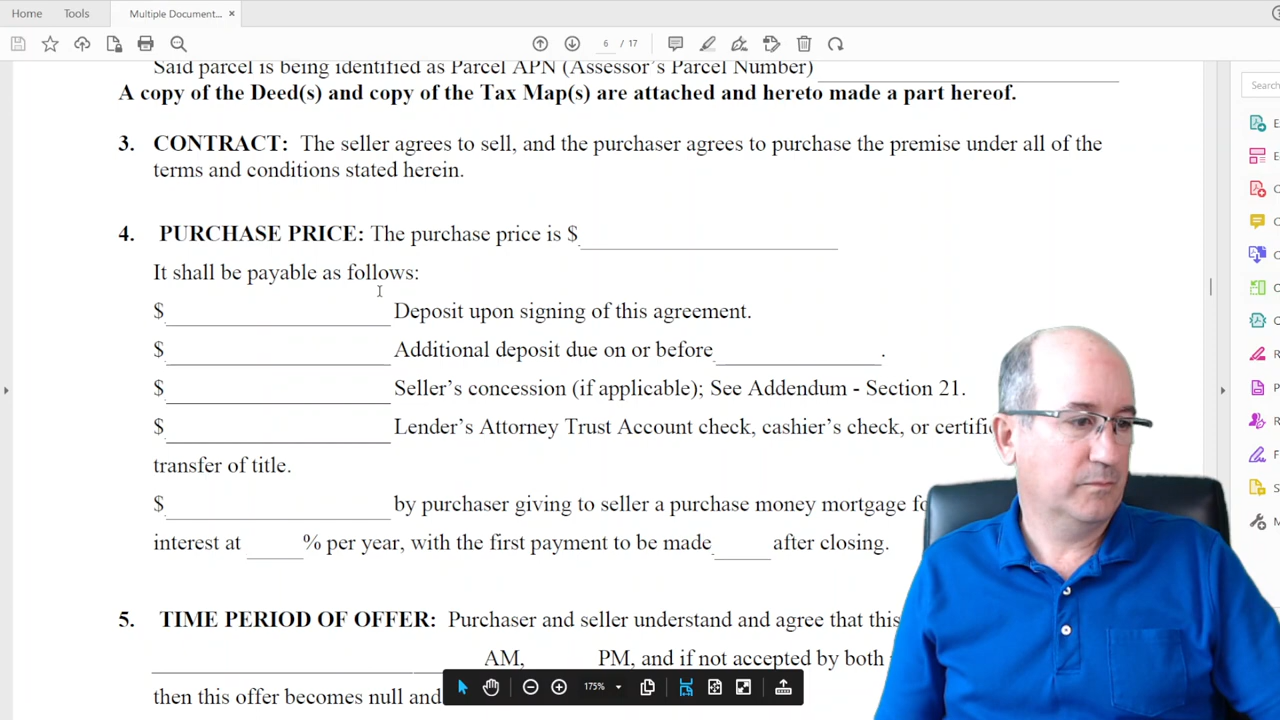 Home Tools Multiple Document... ×
6 / 17
Said parcel is being identified as Parcel APN (Assessor's Parcel Number)
A copy of the Deed(s) and copy of the Tax Map(s) are attached and hereto made a part hereof.
3. CONTRACT: The seller agrees to sell, and the purchaser agrees to purchase the premise under all of the
terms and conditions stated herein.
4. PURCHASE PRICE: The purchase price is $
It shall be payable as follows:
$ Deposit upon signing of this agreement.
$ Additional deposit due on or before .
$ Seller's concession (if applicable); See Addendum - Section 21.
$ Lender's Attorney Trust Account check, cashier's check, or certifi
transfer of title.
$ by purchaser giving to seller a purchase money mortgage fo
interest at % per year, with the first payment to be made after closing.
5. TIME PERIOD OF OFFER: Purchaser and seller understand and agree that this
AM, PM, and if not accepted by both
then this offer becomes null and
175%
Search